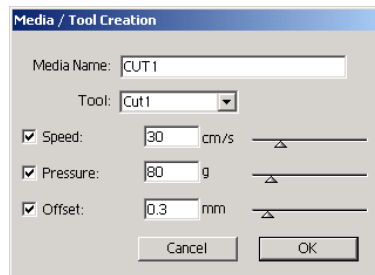 Media / Tool Creation
Media Name: CUT1
Tool: Cut1
Speed: 30 cm/s
Pressure: 80 g
Offset: 0.3 mm
Cancel OK